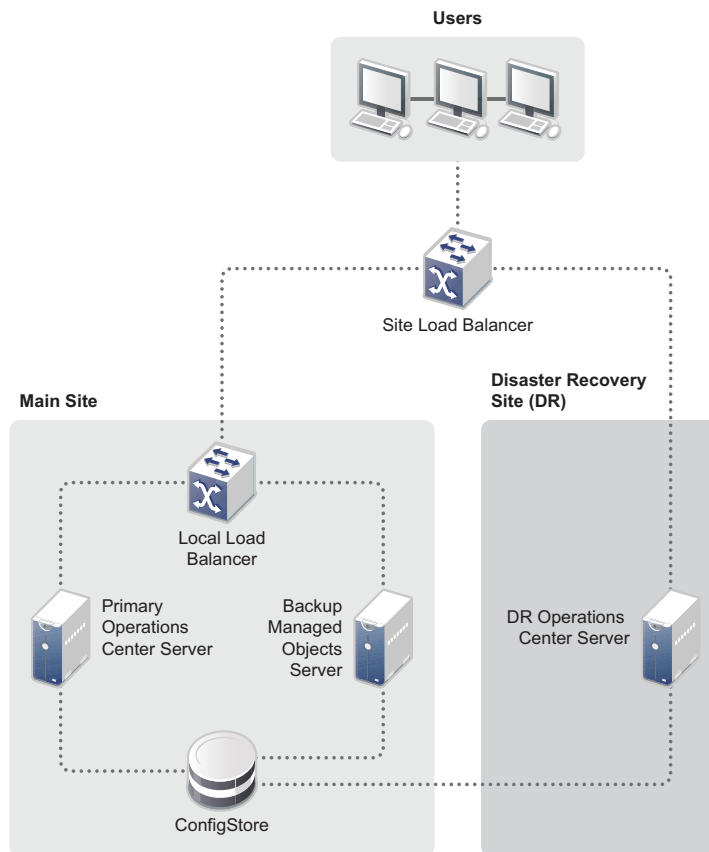 Users
Site Load Balancer
Main Site
Disaster Recovery
Site (DR)
Local Load
Balancer
Primary
Operations
Center Server
Backup
Managed
Objects
Server
DR Operations
Center Server
ConfigStore